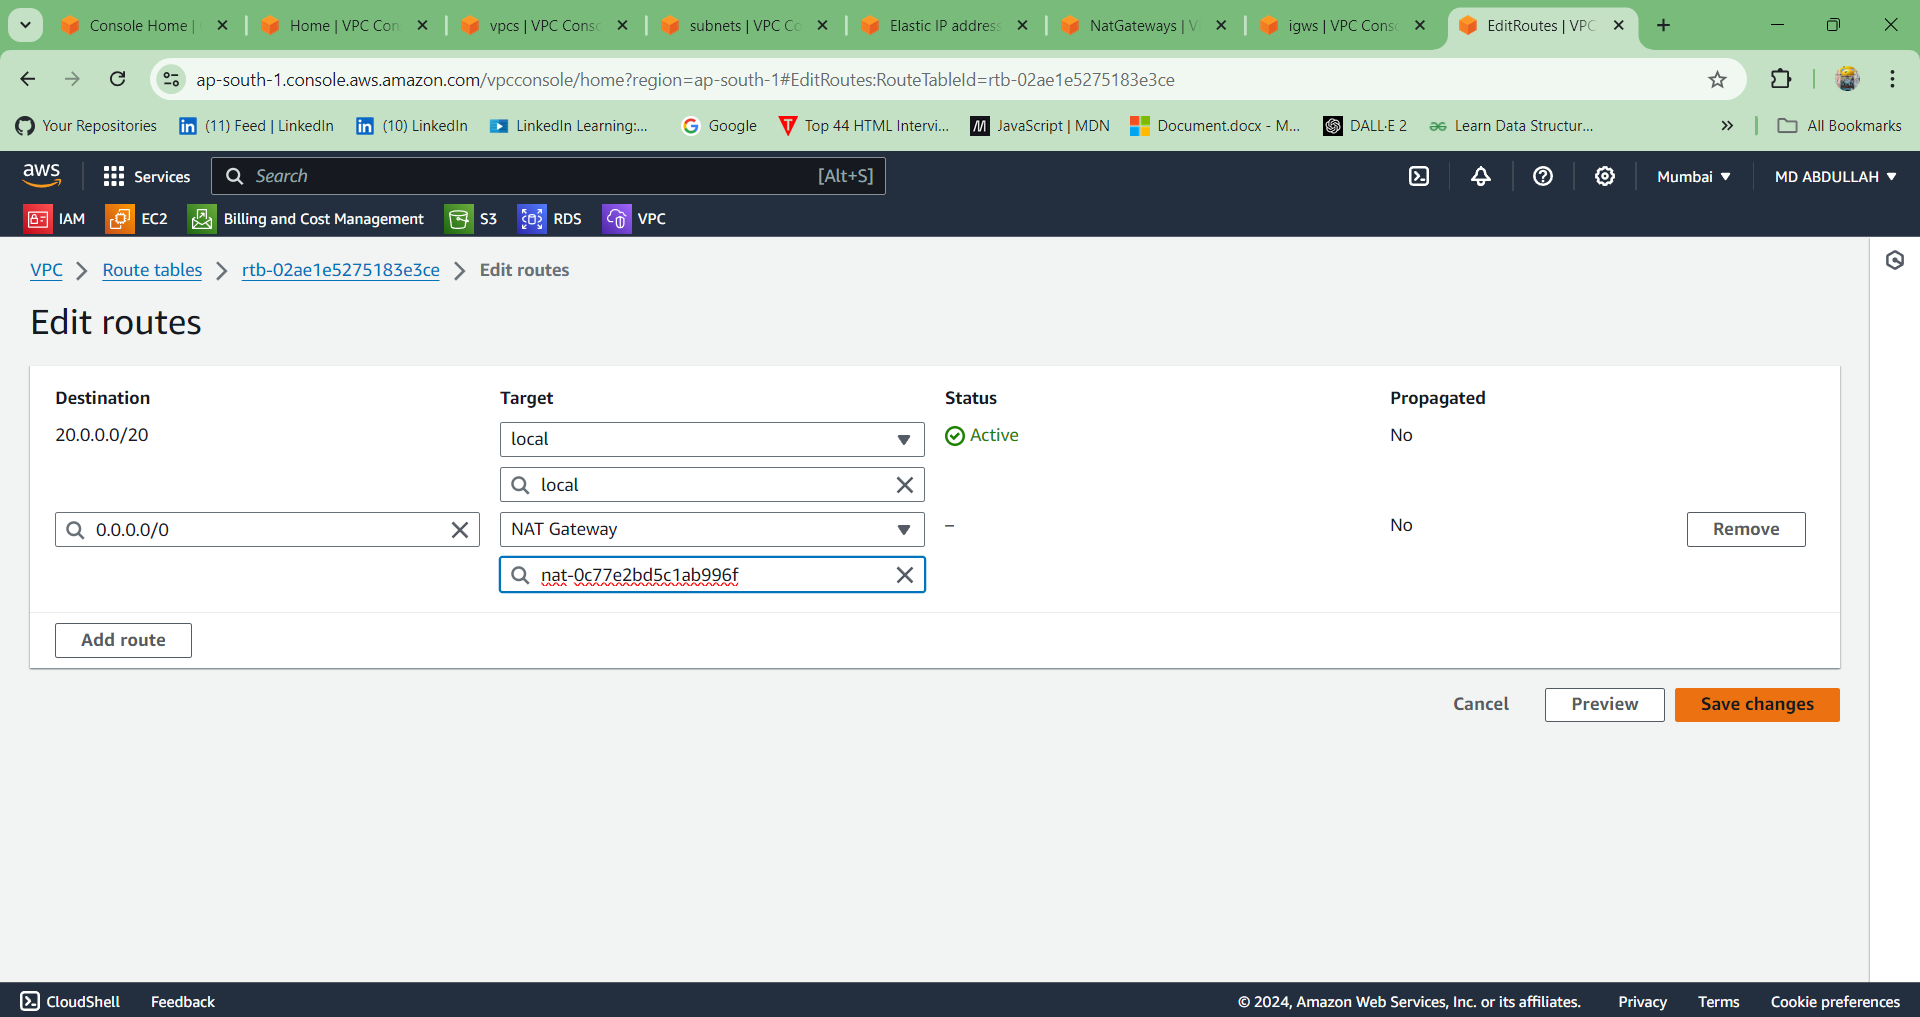 Console Home |
Home | VPC Con
vpcs | VPC Conso
subnets | VPC Co
Elastic IP address
NatGateways | V
igws | VPC Conso
EditRoutes | VPC
ap-south-1.console.aws.amazon.com/vpcconsole/home?region=ap-south-1#EditRoutes:RouteTableId=rtb-02ae1e5275183e3ce
Your Repositories
(11) Feed | LinkedIn
(10) LinkedIn
LinkedIn Learning:...
Google
Top 44 HTML Intervi...
JavaScript | MDN
Document.docx - M...
DALL·E 2
Learn Data Structur...
All Bookmarks
aws
Services
Search
[Alt+S]
Mumbai
MD ABDULLAH
IAM
EC2
Billing and Cost Management
S3
RDS
VPC
VPC
Route tables
rtb-02ae1e5275183e3ce
Edit routes
Edit routes
Destination
Target
Status
Propagated
20.0.0.0/20
local
Active
No
local
0.0.0.0/0
NAT Gateway
–
No
Remove
nat-0c77e2bd5c1ab996f
Add route
Cancel
Preview
Save changes
CloudShell
Feedback
© 2024, Amazon Web Services, Inc. or its affiliates.
Privacy
Terms
Cookie preferences